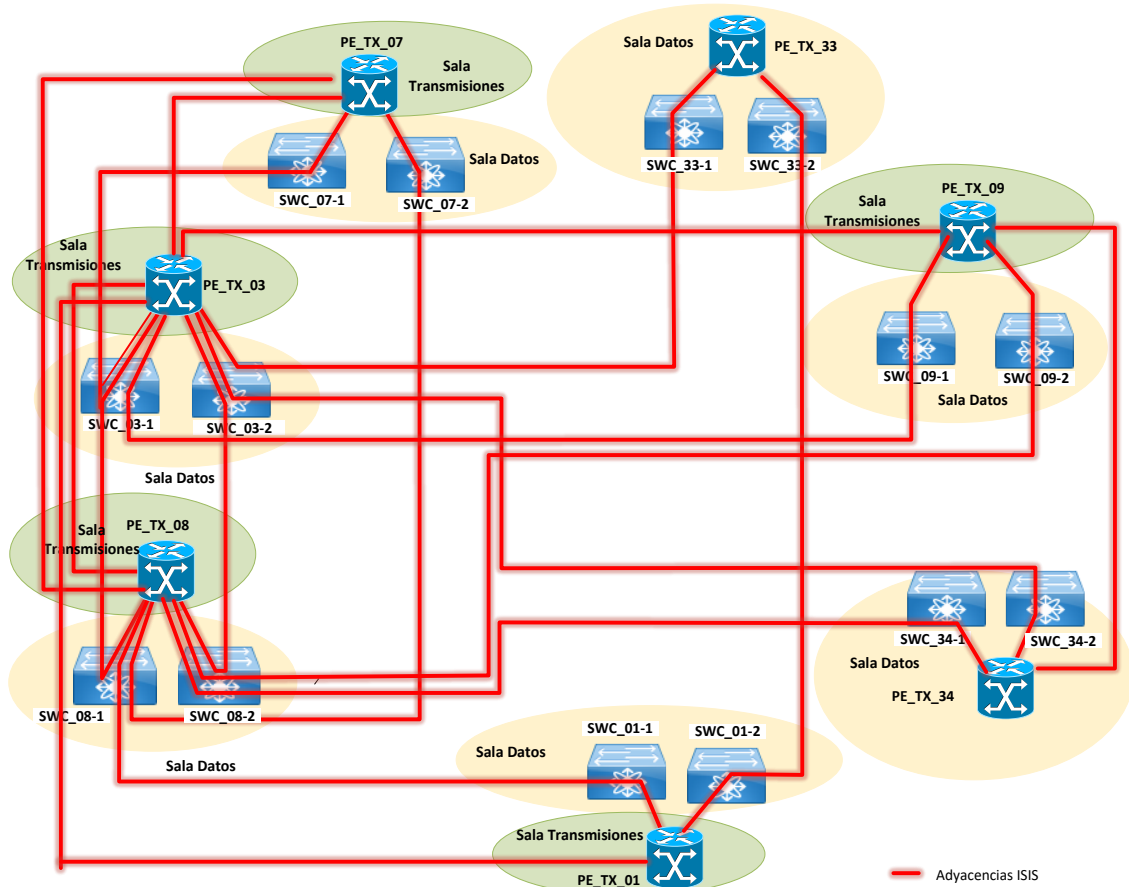 PE_TX_07
Sala
Transmisiones
Sala Datos
PE_TX_33
SWC_33-1
SWC_33-2
Sala Datos
SWC_07-1
SWC_07-2
PE_TX_09
Sala
Transmisiones
Sala
Transmisiones
PE_TX_03
SWC_09-1
SWC_09-2
Sala Datos
SWC_03-1
SWC_03-2
Sala Datos
PE_TX_08
Sala
Transmisiones
SWC_34-1
SWC_34-2
Sala Datos
PE_TX_34
SWC_08-1
SWC_08-2
Sala Datos
SWC_01-1
SWC_01-2
Sala Datos
Sala Transmisiones
PE_TX_01
Adyacencias ISIS